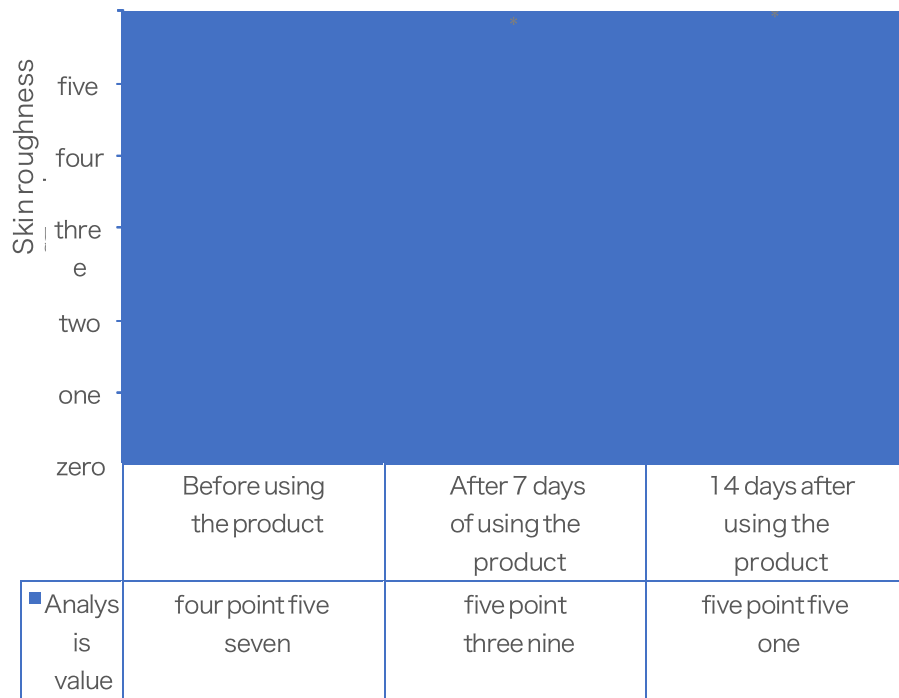 *
*
Skin roughness
five
four
thre
e
two
one
zero
Before using
the product
After 7 days
of using the
product
14 days after
using the
product
Analys
is
value
four point five
seven
five point
three nine
five point five
one